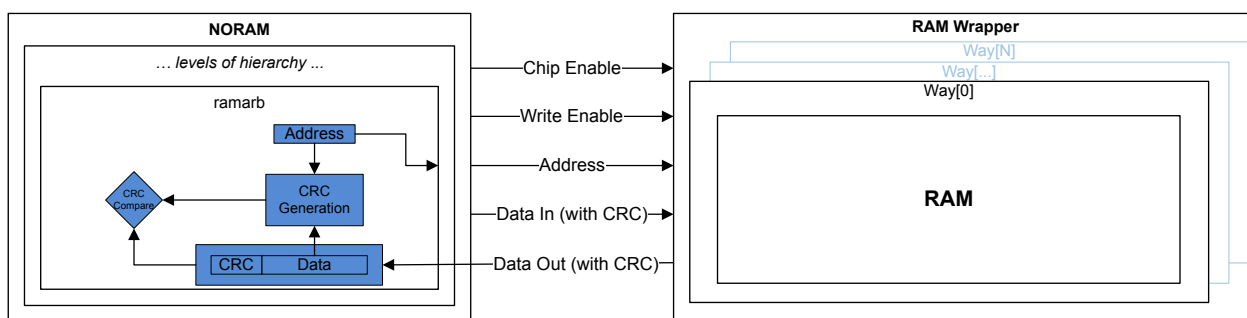 NORAM
… levels of hierarchy ...
ramarb
Address
CRC
Generation
CRC
Compare
CRC
Data
Chip Enable
Write Enable
Address
Data In (with CRC)
Data Out (with CRC)
RAM Wrapper
Way[N]
Way[...]
Way[0]
RAM